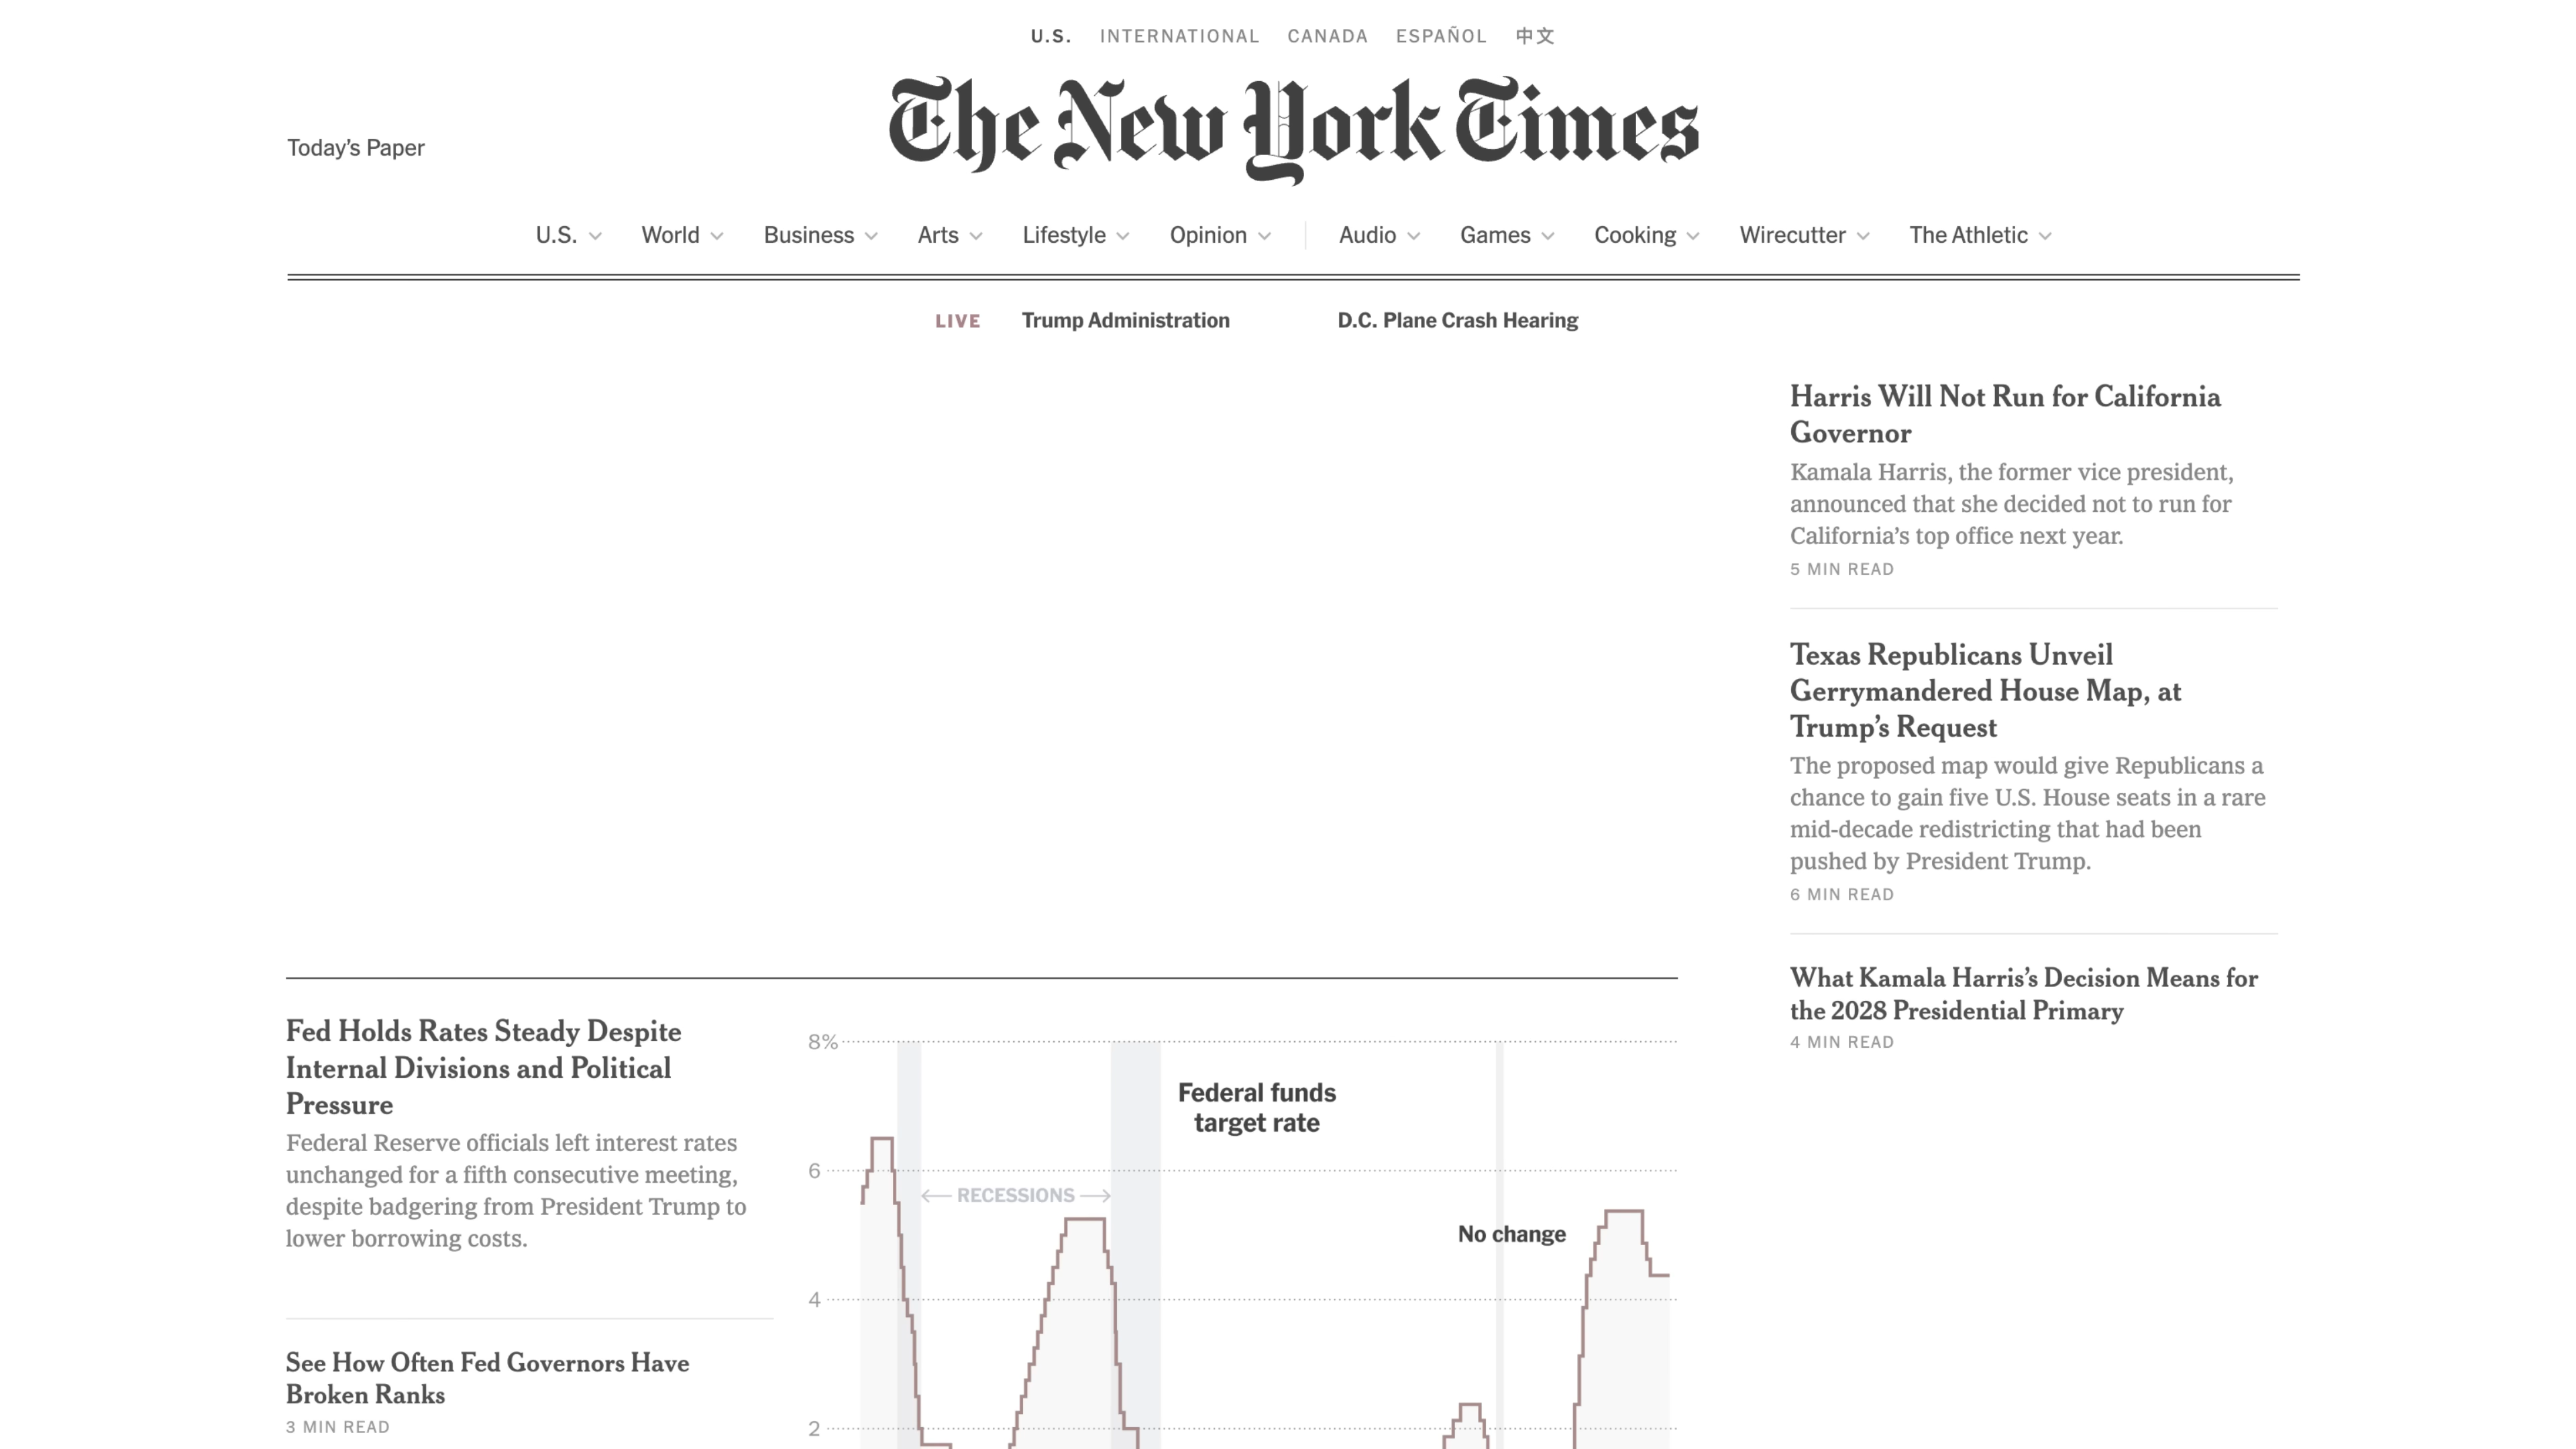 U.S. INTERNATIONAL CANADA ESPAÑOL 中文
Today's Paper
The New York Times
U.S. World Business Arts Lifestyle Opinion Audio Games Cooking Wirecutter The Athletic
LIVE Trump Administration D.C. Plane Crash Hearing
Harris Will Not Run for California
Governor
Kamala Harris, the former vice president,
announced that she decided not to run for
California's top office next year.
5 MIN READ
Texas Republicans Unveil
Gerrymandered House Map, at
Trump's Request
The proposed map would give Republicans a
chance to gain five U.S. House seats in a rare
mid-decade redistricting that had been
pushed by President Trump.
6 MIN READ
What Kamala Harris's Decision Means for
the 2028 Presidential Primary
4 MIN READ
Fed Holds Rates Steady Despite
Internal Divisions and Political
Pressure
Federal Reserve officials left interest rates
unchanged for a fifth consecutive meeting,
despite badgering from President Trump to
lower borrowing costs.
See How Often Fed Governors Have
Broken Ranks
3 MIN READ
8%
Federal funds
target rate
6
RECESSIONS
No change
4
2